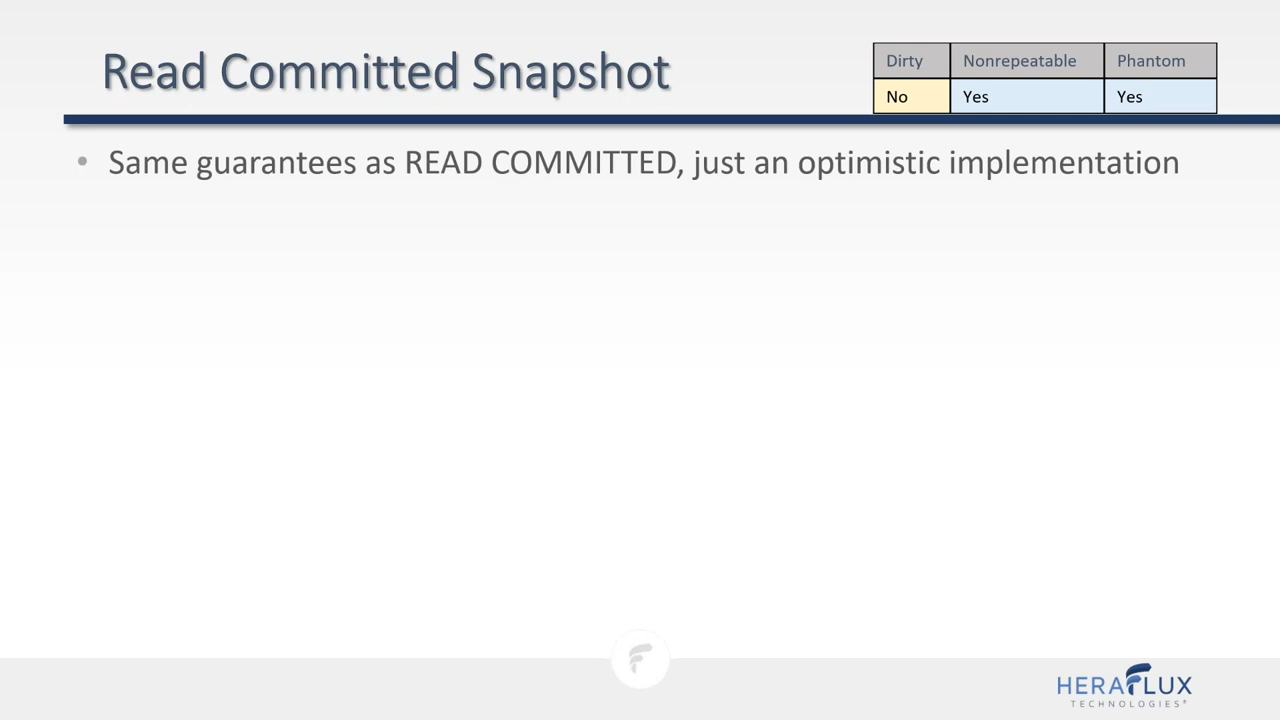 Read Committed Snapshot
Dirty Nonrepeatable Phantom
No Yes Yes
• Same guarantees as READ COMMITTED, just an optimistic implementation
HERAFLUX
TECHNOLOGIES®